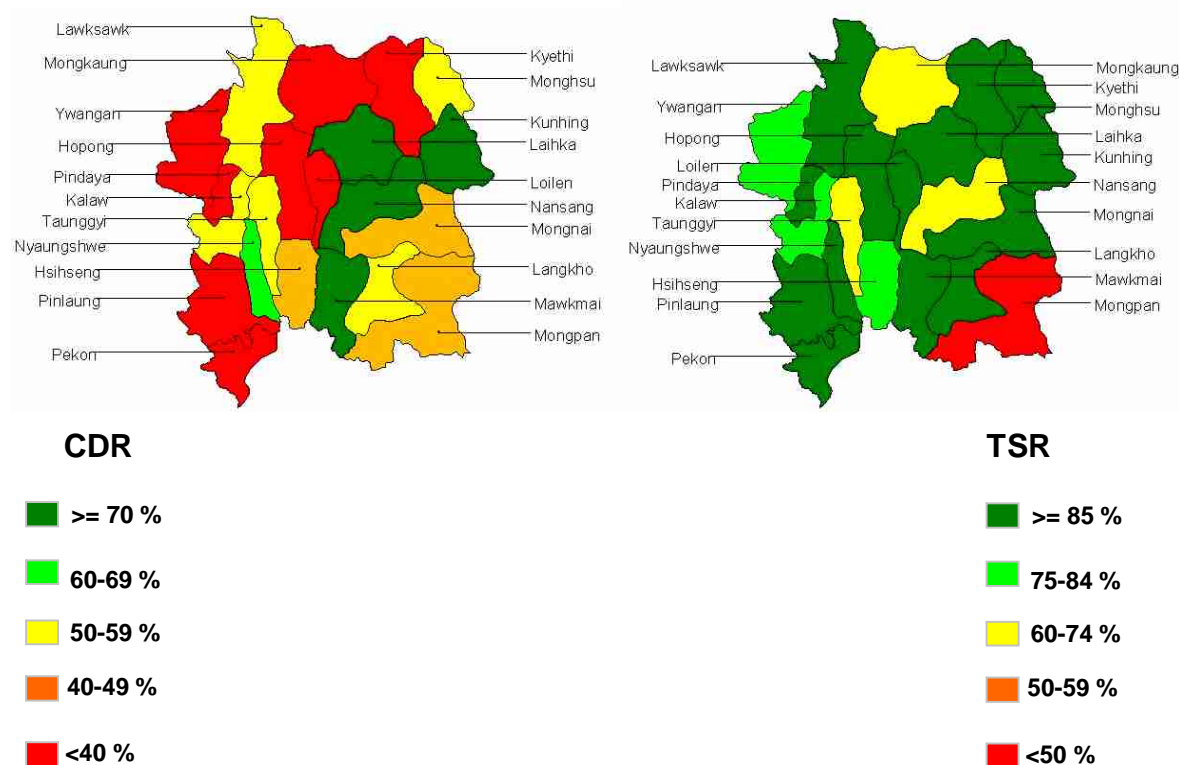 Lawksawk
Mongkaung
Ywangan
Hopong
Pindaya
Kalaw
Taunggyi
Nyaungshwe
Hsihseng
Pinlaung
Pekon
Kyethi
Monghsu
Kunhing
Laihka
Loilen
Nansang
Mongnai
Langkho
Mawkmai
Mongpan
Lawksawk
Ywangan
Hopong
Loilen
Pindaya
Kalaw
Taunggyi
Nyaungshwe
Hsihseng
Pinlaung
Pekon
Mongkaung
Kyethi
Monghsu
Laihka
Kunhing
Nansang
Mongnai
Langkho
Mawkmai
Mongpan
CDR
>= 70 %
60-69 %
50-59 %
40-49 %
<40 %
TSR
>= 85 %
75-84 %
60-74 %
50-59 %
<50 %